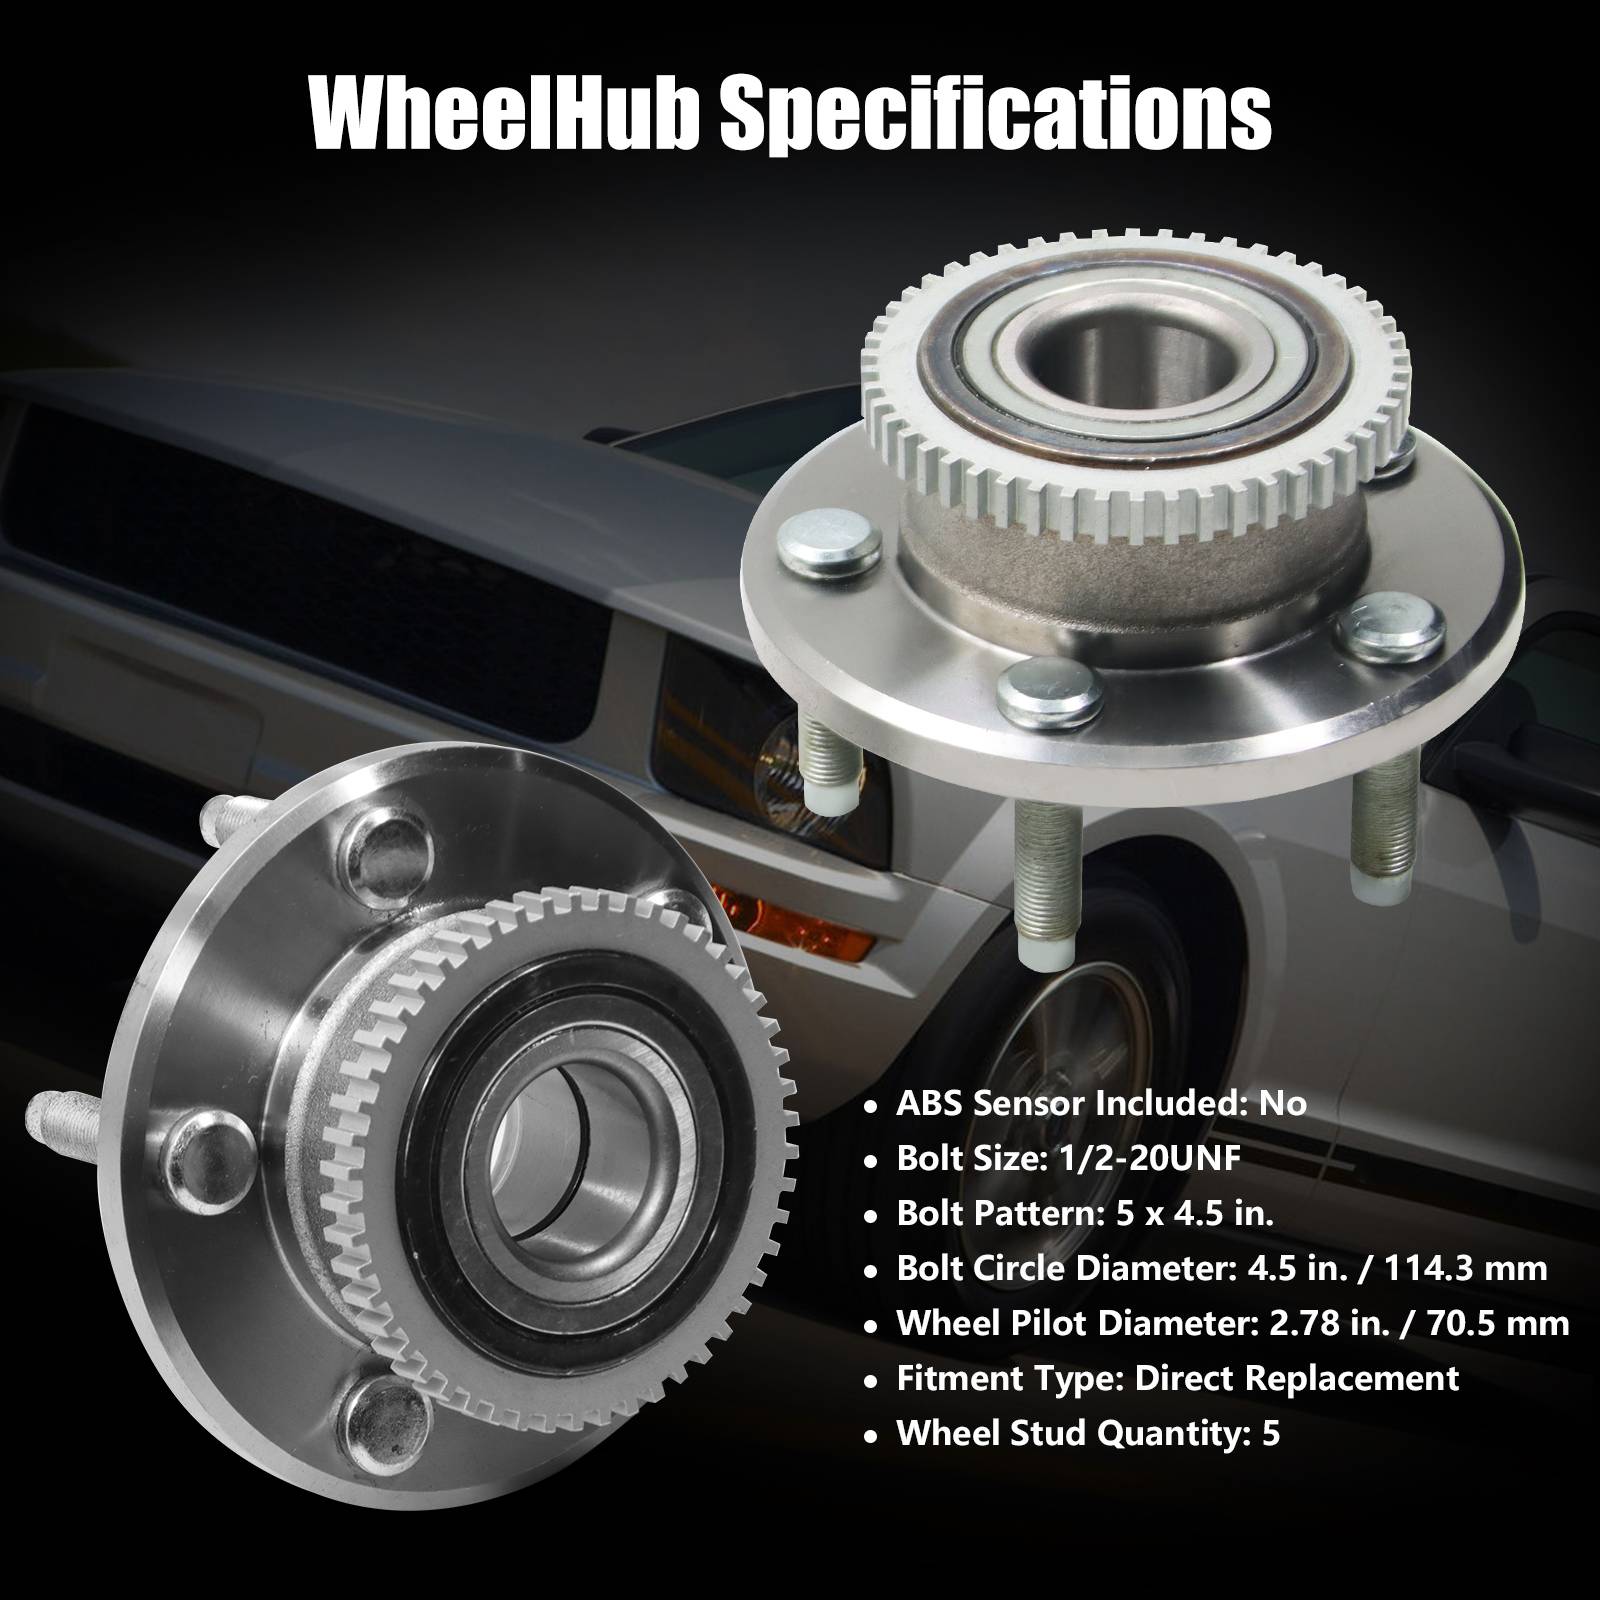 WheelHub Specifications
• ABS Sensor Included: No
• Bolt Size: 1/2-20UNF
• Bolt Pattern: 5 x 4.5 in.
• Bolt Circle Diameter: 4.5 in. / 114.3 mm
• Wheel Pilot Diameter: 2.78 in. / 70.5 mm
• Fitment Type: Direct Replacement
• Wheel Stud Quantity: 5